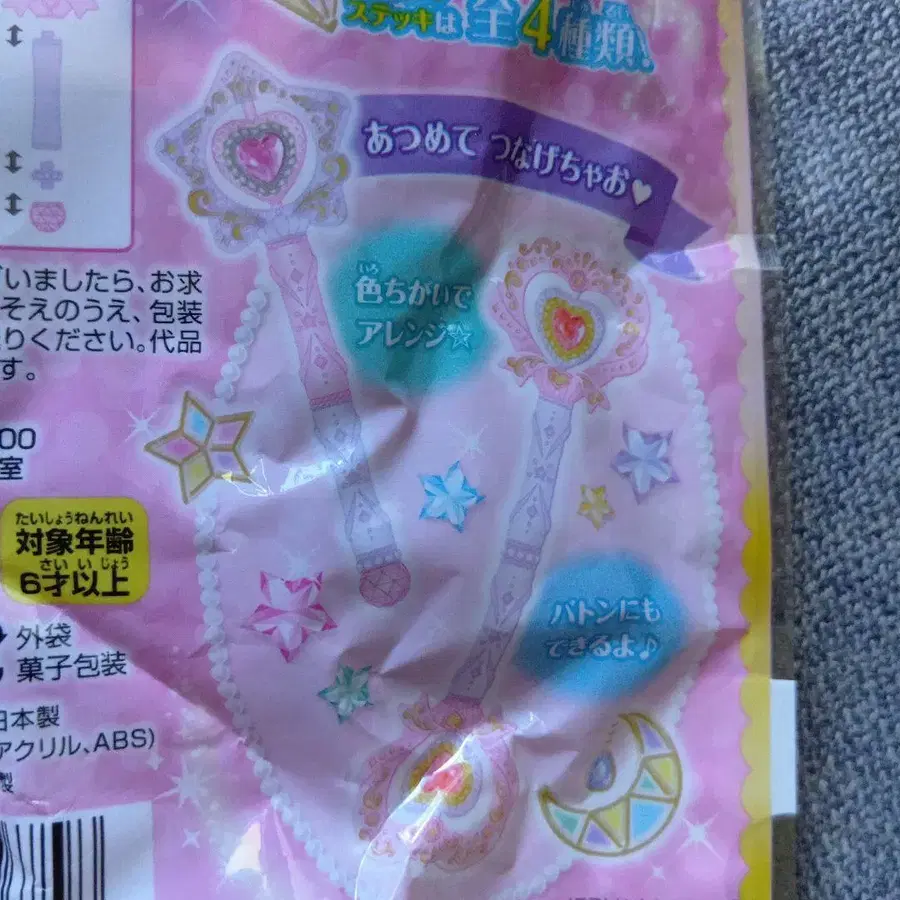 ステッキは全4種類!
あつめて つなげちゃお♥
いろ
色ちがいで
アレンジ☆
いましたら、お求
そえのうえ、包装
りください。代品
す。
00
室
たいしょうねんれい
対象年齢
さい い じょう
6才以上
外袋
菓子包装
バトンにも
できるよ♪
日本製
アクリル、ABS)
製